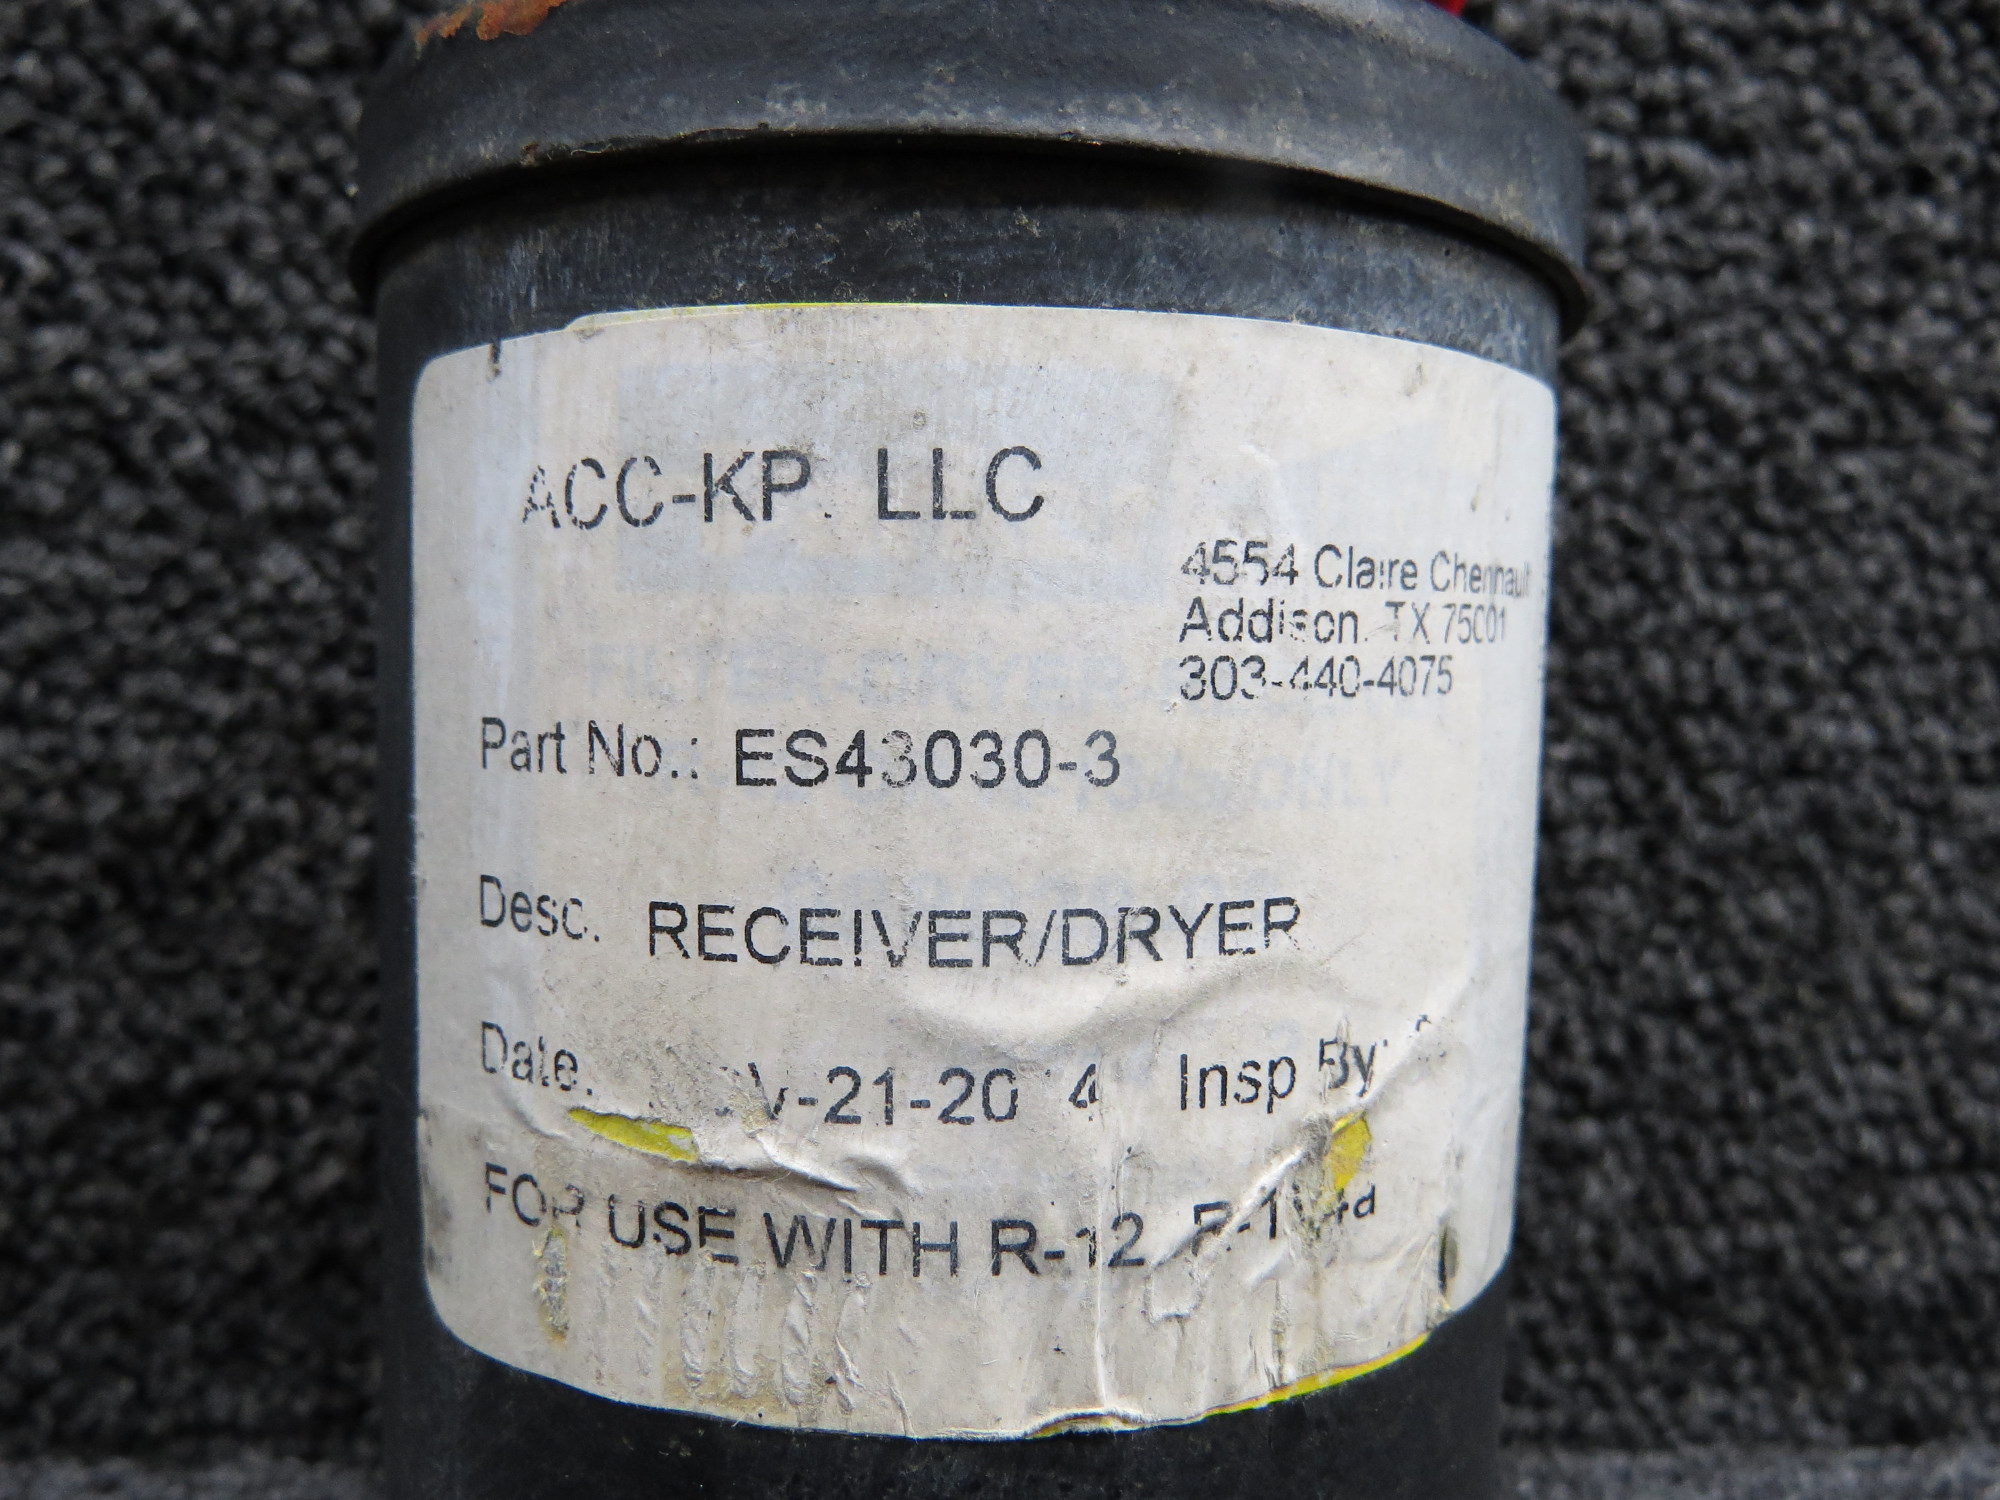 ACC-KP. LLC
4554 Claire Chennault
Addison, TX 75001
303-440-4075
Part No.: ES43030-3
Desc. RECEIVER/DRYER
Date. Insp By:
FOR USE WITH R-12